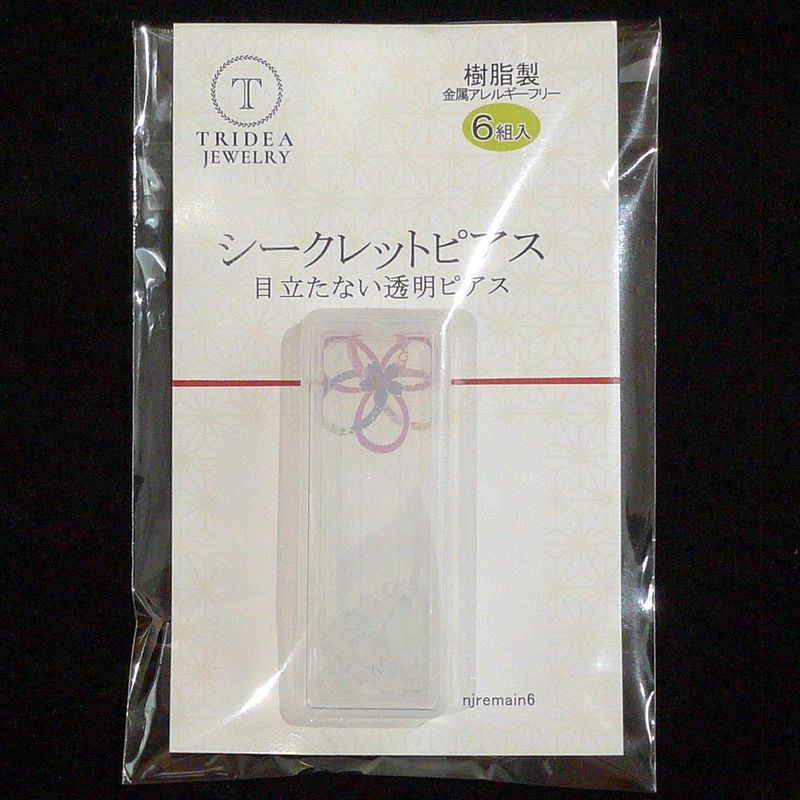 T
TRIDEA
JEWELRY
樹脂製
金属アレルギーフリー
6組入
シークレットピアス
目立たない透明ピアス
njremain6